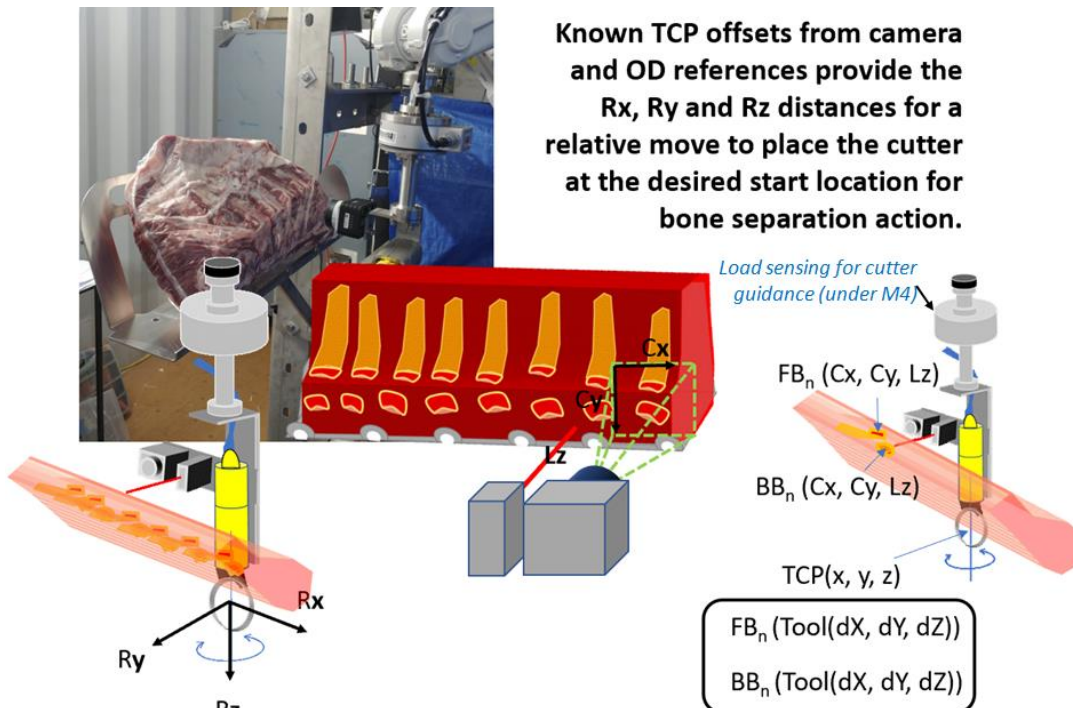 Known TCP offsets from camera
and OD references provide the
Rx, Ry and Rz distances for a
relative move to place the cutter
at the desired start location for
bone separation action.
Load sensing for cutter
guidance (under M4)
Cx
Cy
Lz
FBn (Cx, Cy, Lz)
BBn (Cx, Cy, Lz)
TCP(x, y, z)
Rx
Ry
FBn (Tool(dX, dY, dZ))
BBn (Tool(dX, dY, dZ))